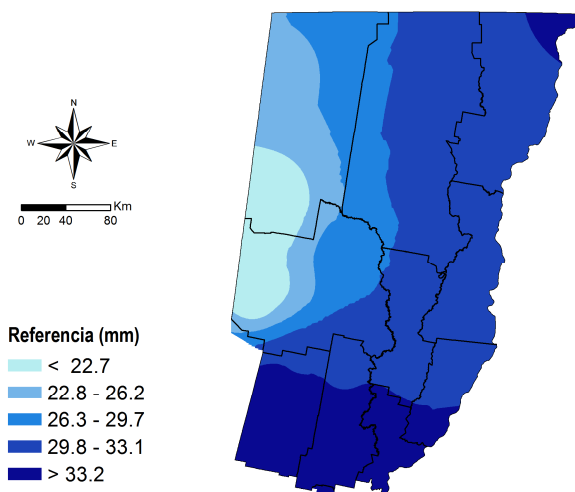 N
W E
S
Km
0 20 40 80
Referencia (mm)
< 22.7
22.8 - 26.2
26.3 - 29.7
29.8 - 33.1
> 33.2